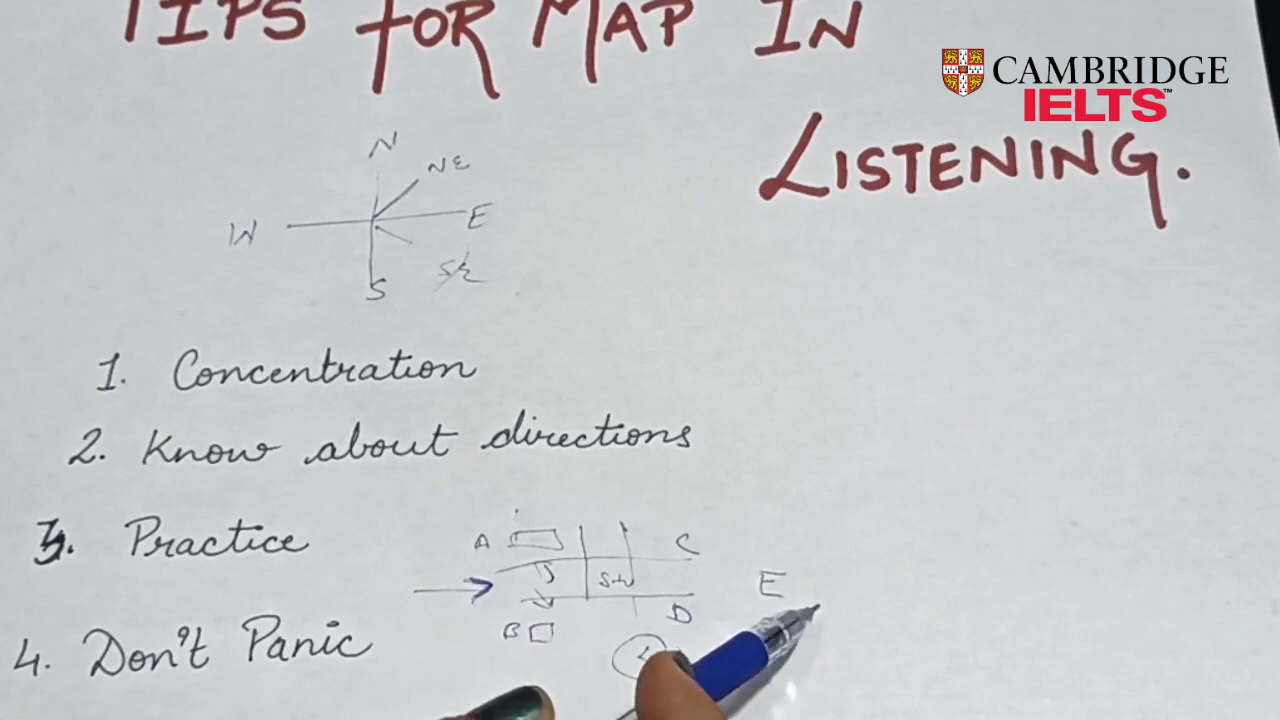 TIPS FOR MAP IN
CAMBRIDGE
IELTS™
LISTENING.
N
NE
W
E
SE
S
1. Concentration
2. Know about directions
3. Practice
A
C
E
B
D
4. Don't Panic